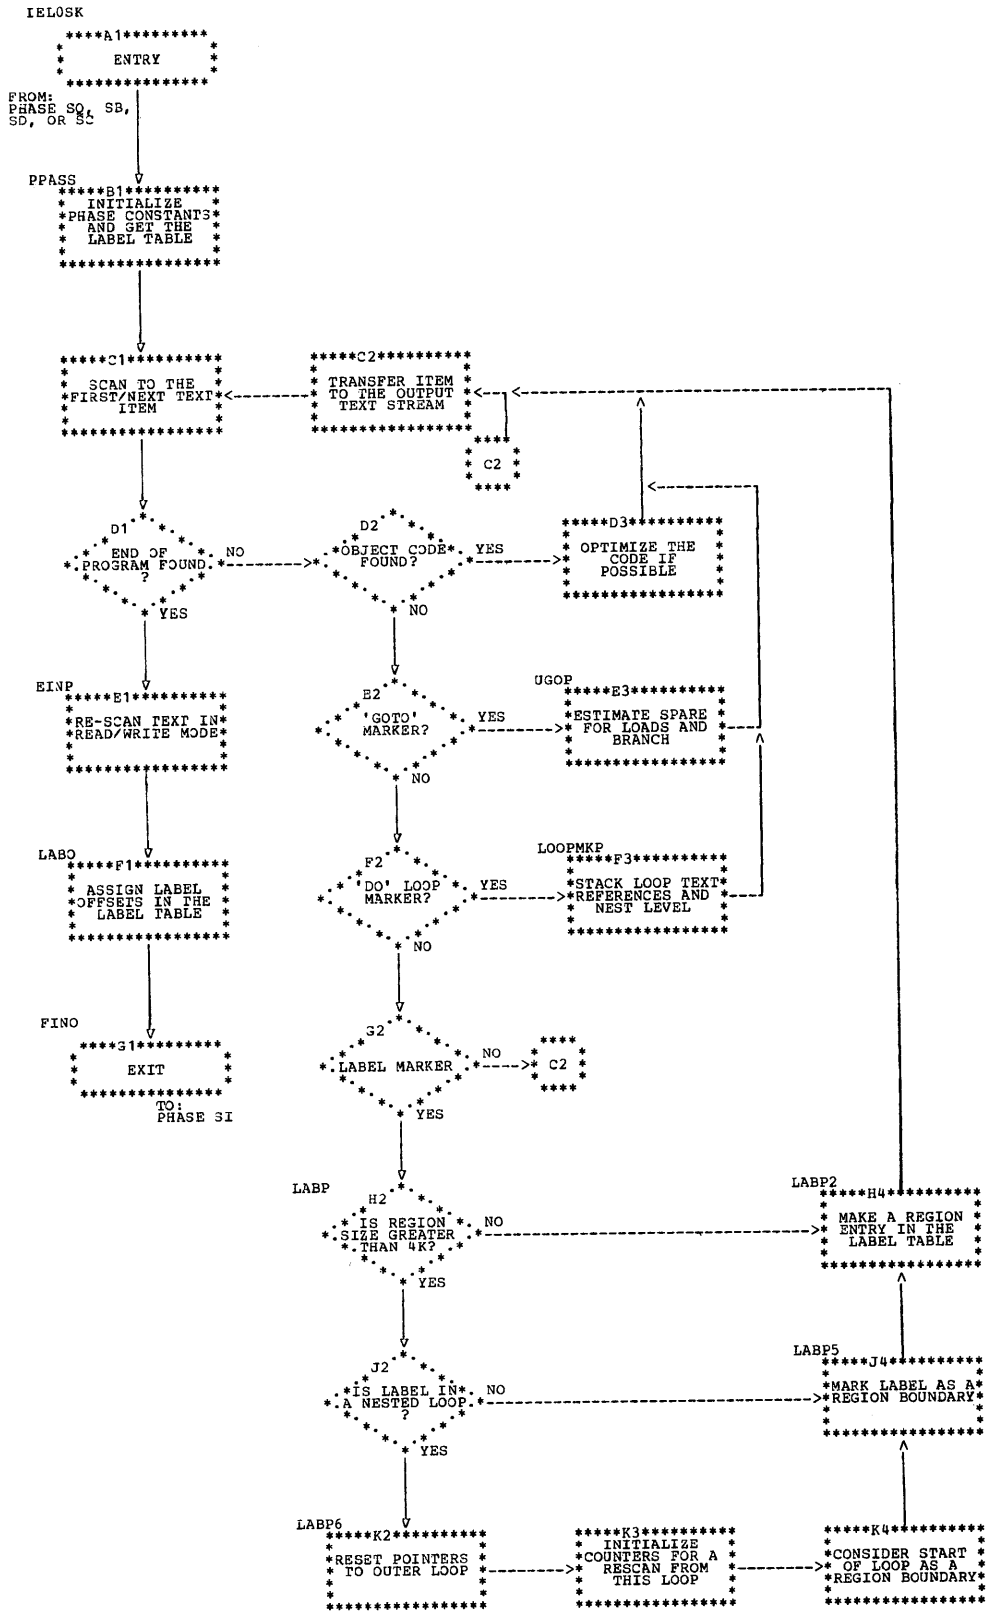 IEL0SK
A1
ENTRY
FROM:
PHASE SQ, SB,
SD, OR SC
PPASS
B1
INITIALIZE
PHASE CONSTANTS
AND GET THE
LABEL TABLE
C1
SCAN TO THE
FIRST/NEXT TEXT
ITEM
C2
TRANSFER ITEM
TO THE OUTPUT
TEXT STREAM
C2
D1
END OF
PROGRAM FOUND
?
NO
YES
D2
OBJECT CODE
FOUND?
YES
NO
D3
OPTIMIZE THE
CODE IF
POSSIBLE
EINP
E1
RE-SCAN TEXT IN
READ/WRITE MODE
E2
'GOTO'
MARKER?
YES
NO
UGOP
E3
ESTIMATE SPARE
FOR LOADS AND
BRANCH
LABO
F1
ASSIGN LABEL
OFFSETS IN THE
LABEL TABLE
F2
'DO' LOOP
MARKER?
YES
NO
LOOPMKP
F3
STACK LOOP TEXT
REFERENCES AND
NEST LEVEL
FINO
G1
EXIT
TO:
PHASE SI
G2
LABEL MARKER
NO
YES
C2
LABP
H2
IS REGION
SIZE GREATER
THAN 4K?
NO
YES
LABP2
H4
MAKE A REGION
ENTRY IN THE
LABEL TABLE
J2
IS LABEL IN
A NESTED LOOP
?
NO
YES
LABP5
J4
MARK LABEL AS A
REGION BOUNDARY
LABP6
K2
RESET POINTERS
TO OUTER LOOP
K3
INITIALIZE
COUNTERS FOR A
RESCAN FROM
THIS LOOP
K4
CONSIDER START
OF LOOP AS A
REGION BOUNDARY